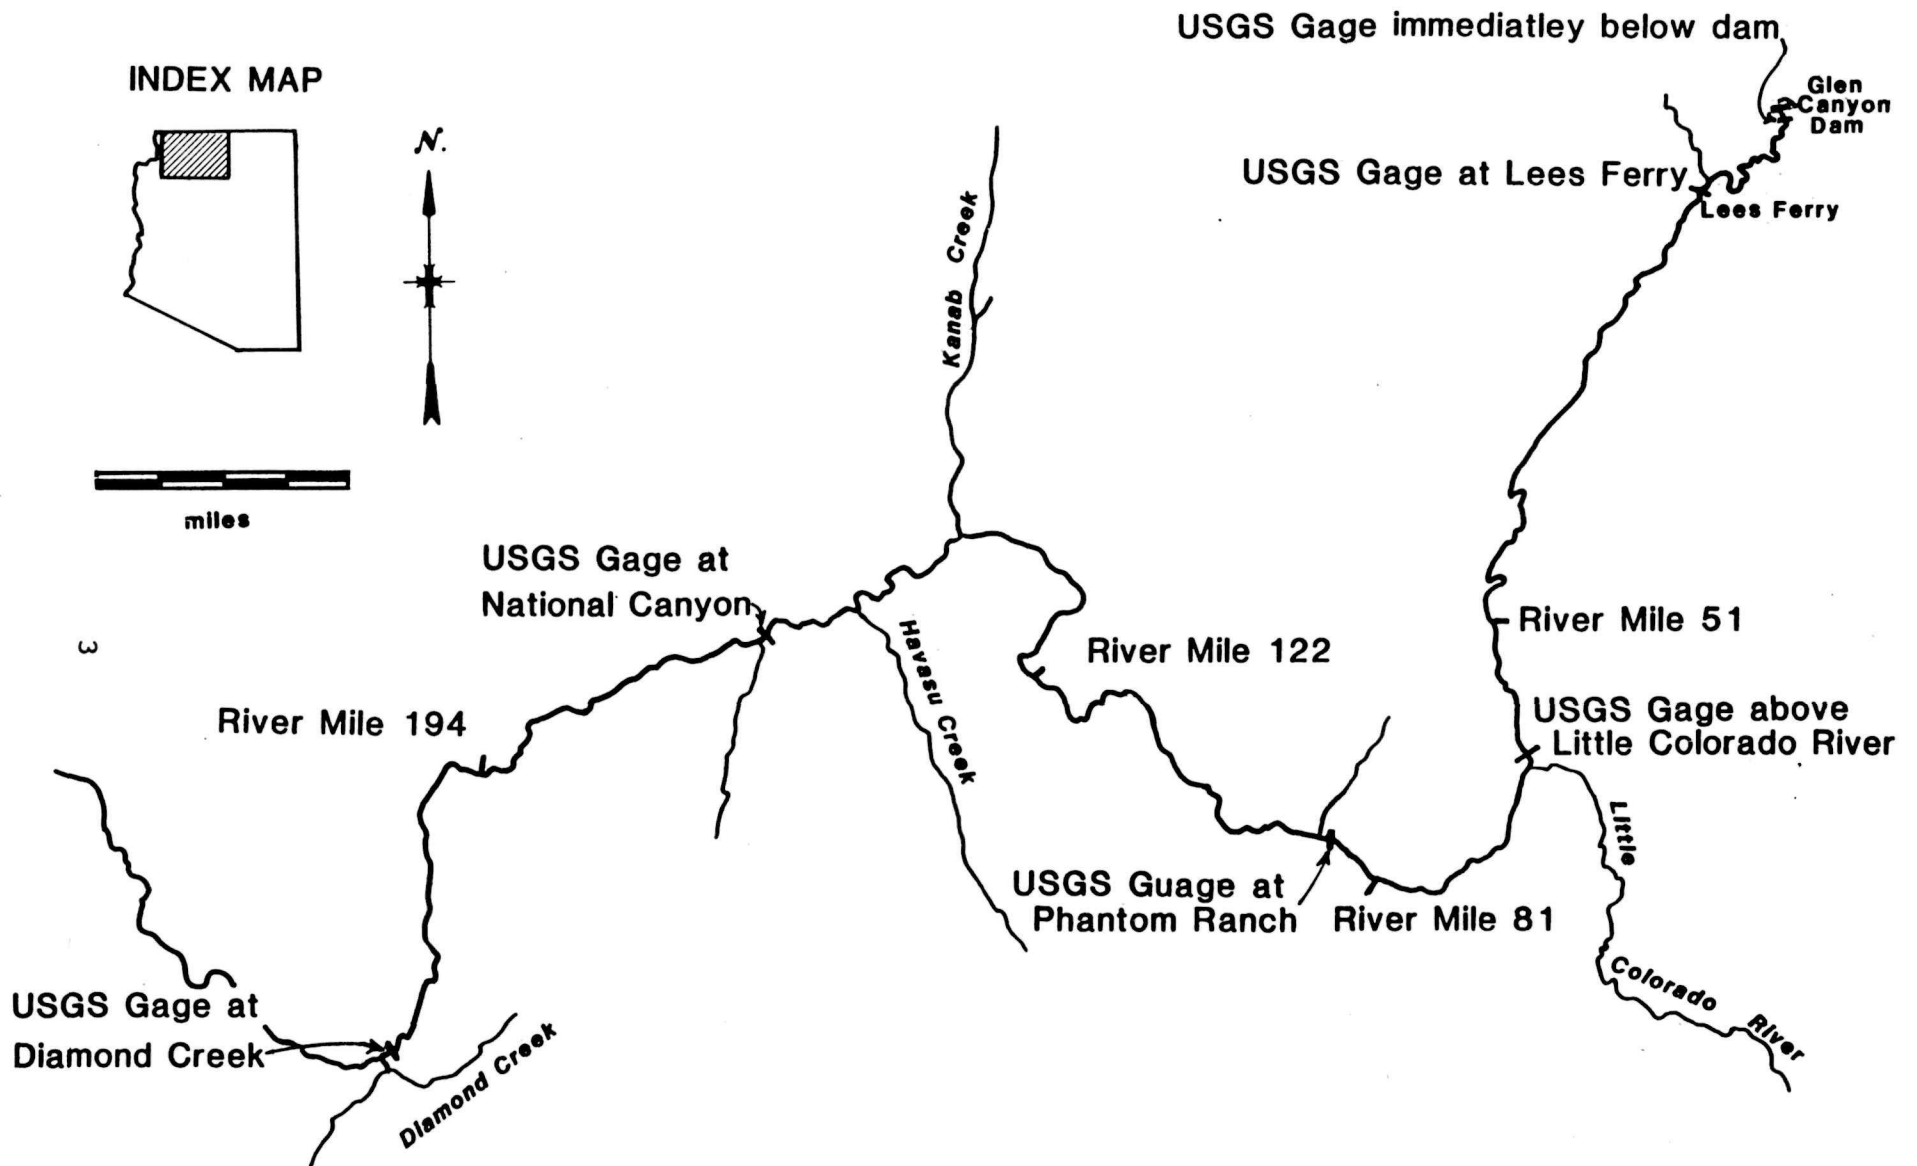 USGS Gage immediatley below dam
INDEX MAP
Glen
Canyon
Dam
N.
USGS Gage at Lees Ferry
Lees Ferry
Kanab Creek
miles
USGS Gage at
National Canyon
River Mile 51
3
Havasu Creek
River Mile 122
River Mile 194
USGS Gage above
Little Colorado River
Little
USGS Guage at
Phantom Ranch
River Mile 81
Colorado River
USGS Gage at
Diamond Creek
Diamond Creek